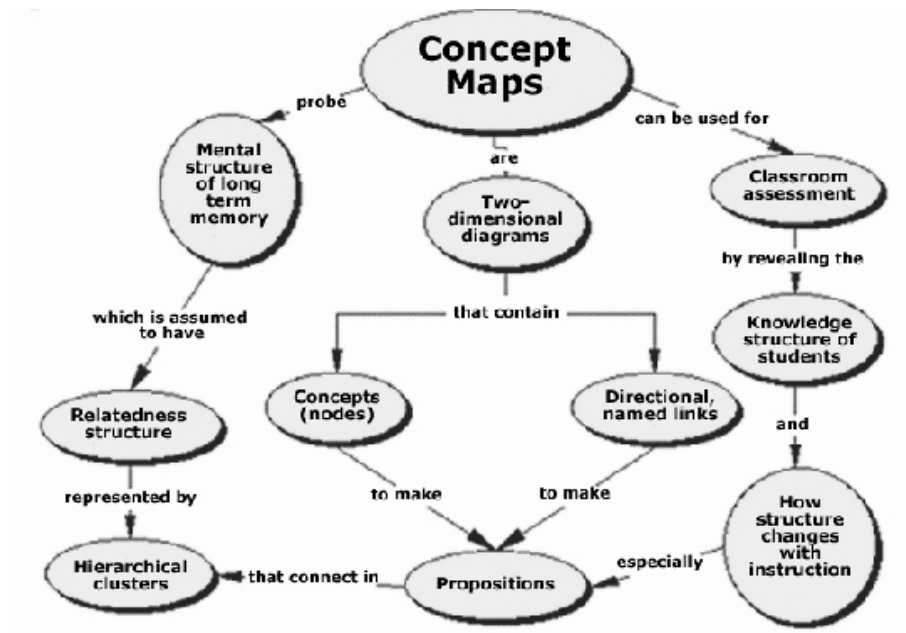 Concept
Maps
probe
can be used for
are
Mental
structure
of long
term
memory
Two-
dimensional
diagrams
Classroom
assessment
by revealing the
which is assumed
to have
that contain
Knowledge
structure of
students
Relatedness
structure
Concepts
(nodes)
Directional,
named links
and
represented by
to make
to make
How
structure
changes
with
instruction
Hierarchical
clusters
that connect in
Propositions
especially